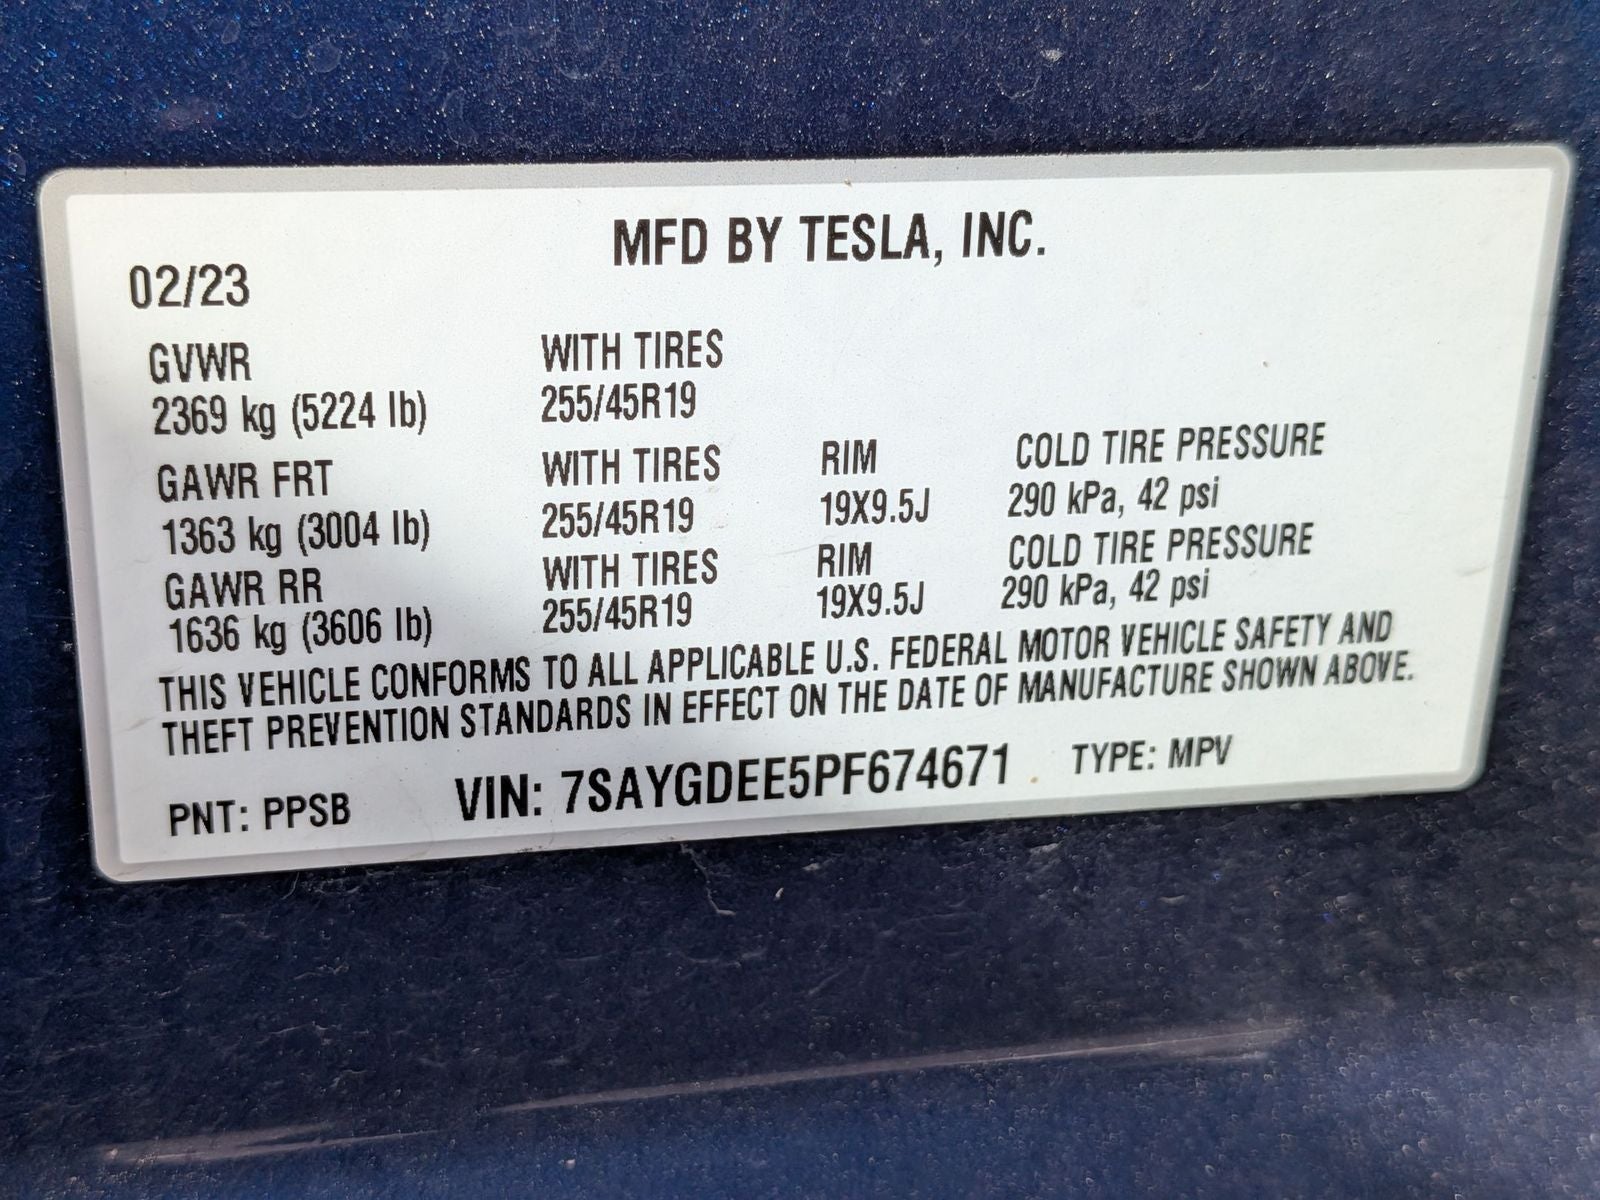 MFD BY TESLA, INC.
02/23
GVWR WITH TIRES
2369 kg (5224 lb) 255/45R19
GAWR FRT WITH TIRES RIM COLD TIRE PRESSURE
1363 kg (3004 lb) 255/45R19 19X9.5J 290 kPa, 42 psi
GAWR RR WITH TIRES RIM COLD TIRE PRESSURE
1636 kg (3606 lb) 255/45R19 19X9.5J 290 kPa, 42 psi
THIS VEHICLE CONFORMS TO ALL APPLICABLE U.S. FEDERAL MOTOR VEHICLE SAFETY AND
THEFT PREVENTION STANDARDS IN EFFECT ON THE DATE OF MANUFACTURE SHOWN ABOVE.
PNT: PPSB VIN: 7SAYGDEE5PF674671 TYPE: MPV